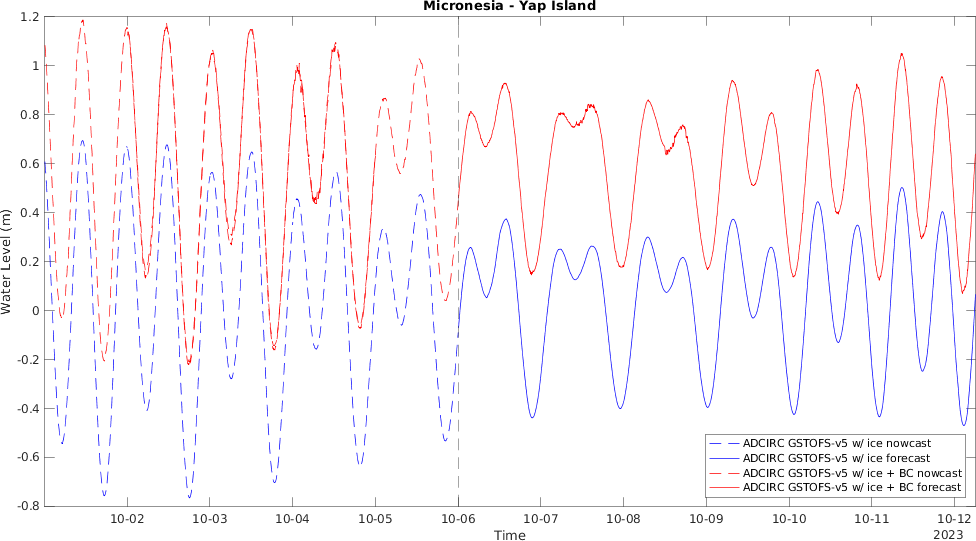 Micronesia - Yap Island
Water Level (m)
1.2
1
0.8
0.6
0.4
0.2
0
-0.2
-0.4
-0.6
-0.8
ADCIRC GSTOFS-v5 w/ ice nowcast
ADCIRC GSTOFS-v5 w/ ice forecast
ADCIRC GSTOFS-v5 w/ ice + BC nowcast
ADCIRC GSTOFS-v5 w/ ice + BC forecast
10-02 10-03 10-04 10-05 10-06 10-07 10-08 10-09 10-10 10-11 10-12
Time
2023